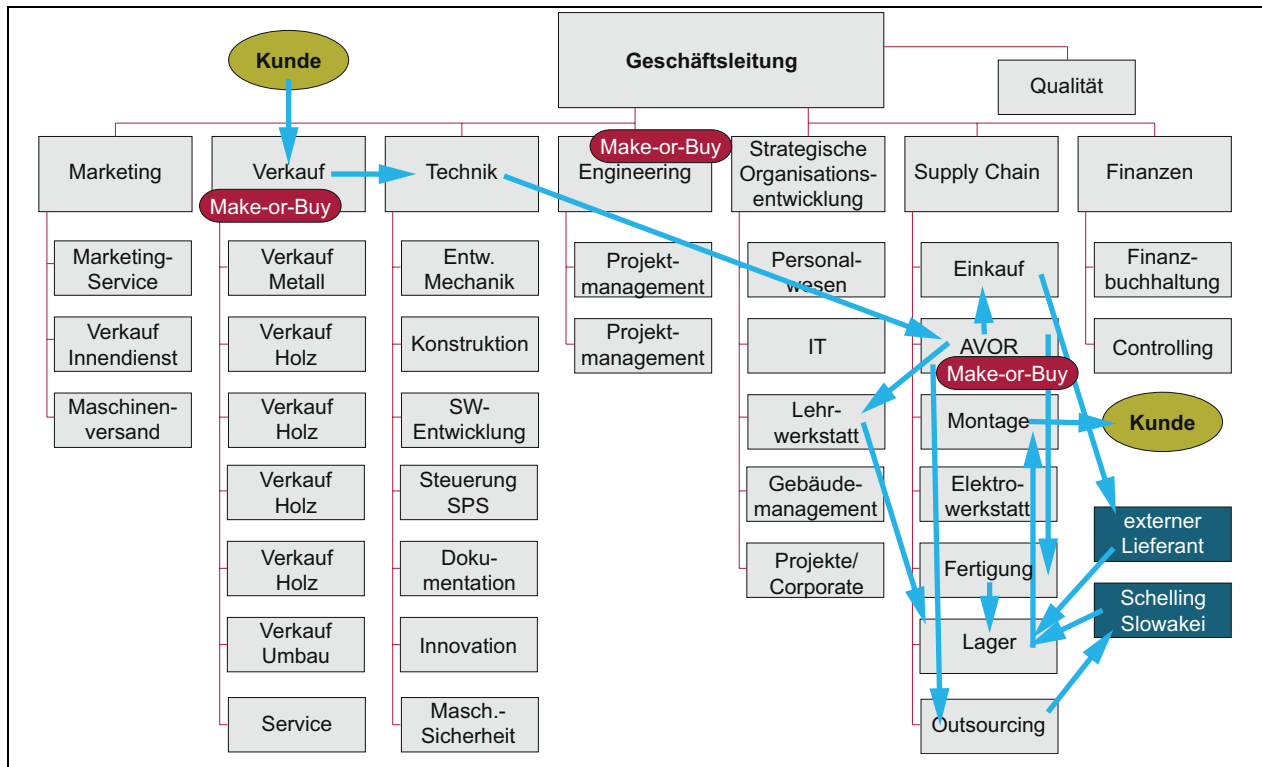 Kunde
Geschäftsleitung
Qualität
Marketing
Verkauf
Make-or-Buy
Technik
Make-or-Buy
Engineering
Strategische
Organisations-
entwicklung
Supply Chain
Finanzen
Marketing-
Service
Verkauf
Innendienst
Maschinen-
versand
Verkauf
Metall
Verkauf
Holz
Verkauf
Holz
Verkauf
Holz
Verkauf
Holz
Verkauf
Umbau
Service
Entw.
Mechanik
Konstruktion
SW-
Entwicklung
Steuerung
SPS
Doku-
mentation
Innovation
Masch.-
Sicherheit
Projekt-
management
Projekt-
management
Personal-
wesen
IT
Lehr-
werkstatt
Gebäude-
management
Projekte/
Corporate
Einkauf
AVOR
Make-or-Buy
Montage
Elektro-
werkstatt
Fertigung
Lager
Outsourcing
Finanz-
buchhaltung
Controlling
Kunde
externer
Lieferant
Schelling
Slowakei